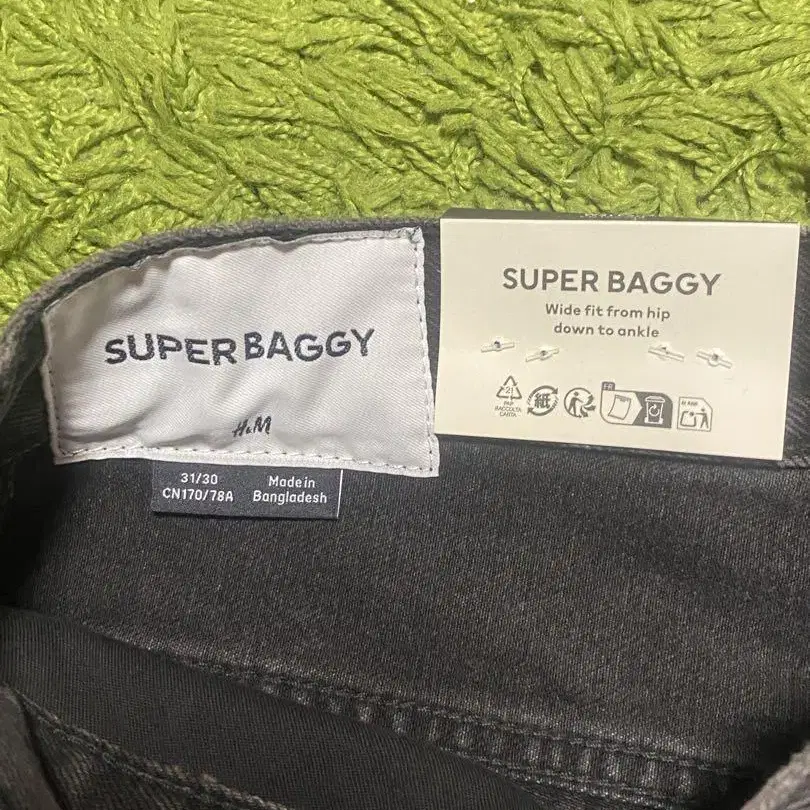 SUPER BAGGY
H&M
31/30
CN170/78A
Made in
Bangladesh
SUPER BAGGY
Wide fit from hip
down to ankle
21
PAP
RACCOLTA
CARTA
紙
FR